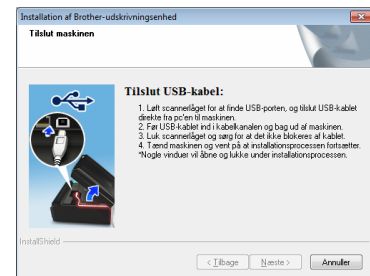 Installation af Brother-udskrivningsenhed
Tilslut maskinen
Tilslut USB-kabel:
1. Løft scannerlåget for at finde USB-porten, og tilslut USB-kablet
direkte fra pc'en til maskinen.
2. Før USB-kablet ind i kabelkanalen og bag ud af maskinen.
3. Luk scannerlåget og sørg for at det ikke blokeres af kablet.
4. Tænd maskinen og vent på at installationsprocessen fortsætter.
*Nogle vinduer vil åbne og lukke under installationsprocessen.
InstallShield
< Tilbage
Næste >
Annuller